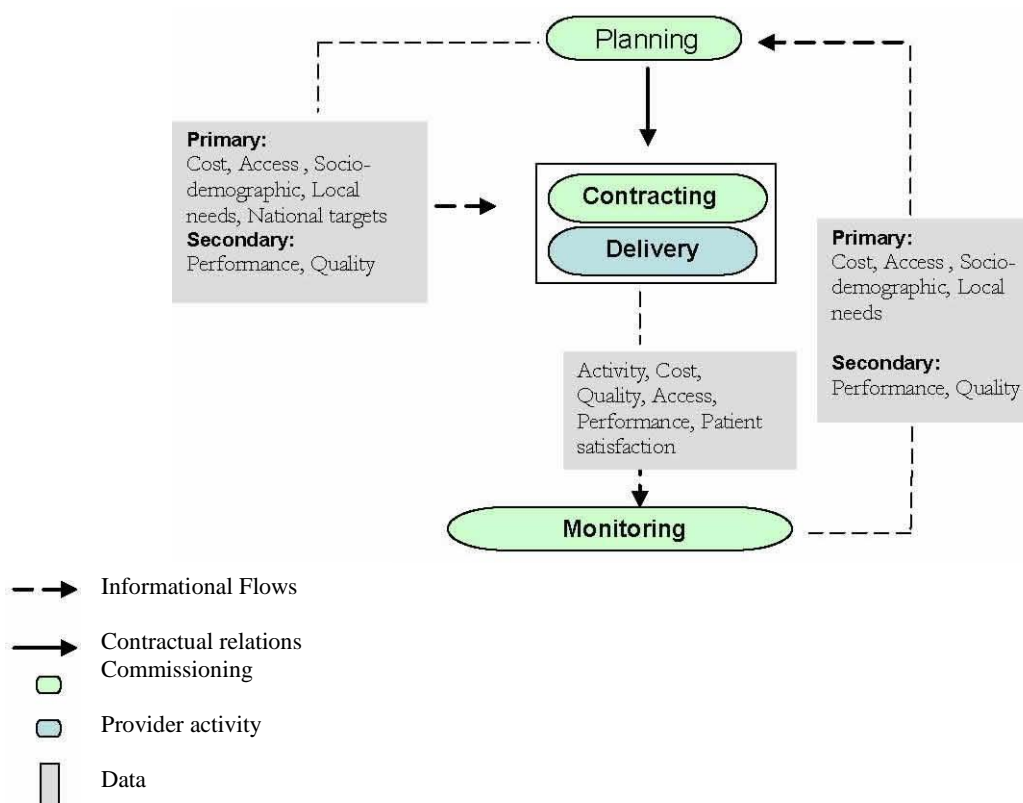 Planning
Primary:
Cost, Access , Socio-
demographic, Local
needs, National targets
Secondary:
Performance, Quality
Contracting
Delivery
Primary:
Cost, Access , Socio-
demographic, Local
needs
Secondary:
Performance, Quality
Activity, Cost,
Quality, Access,
Performance, Patient
satisfaction
Monitoring
Informational Flows
Contractual relations
Commissioning
Provider activity
Data